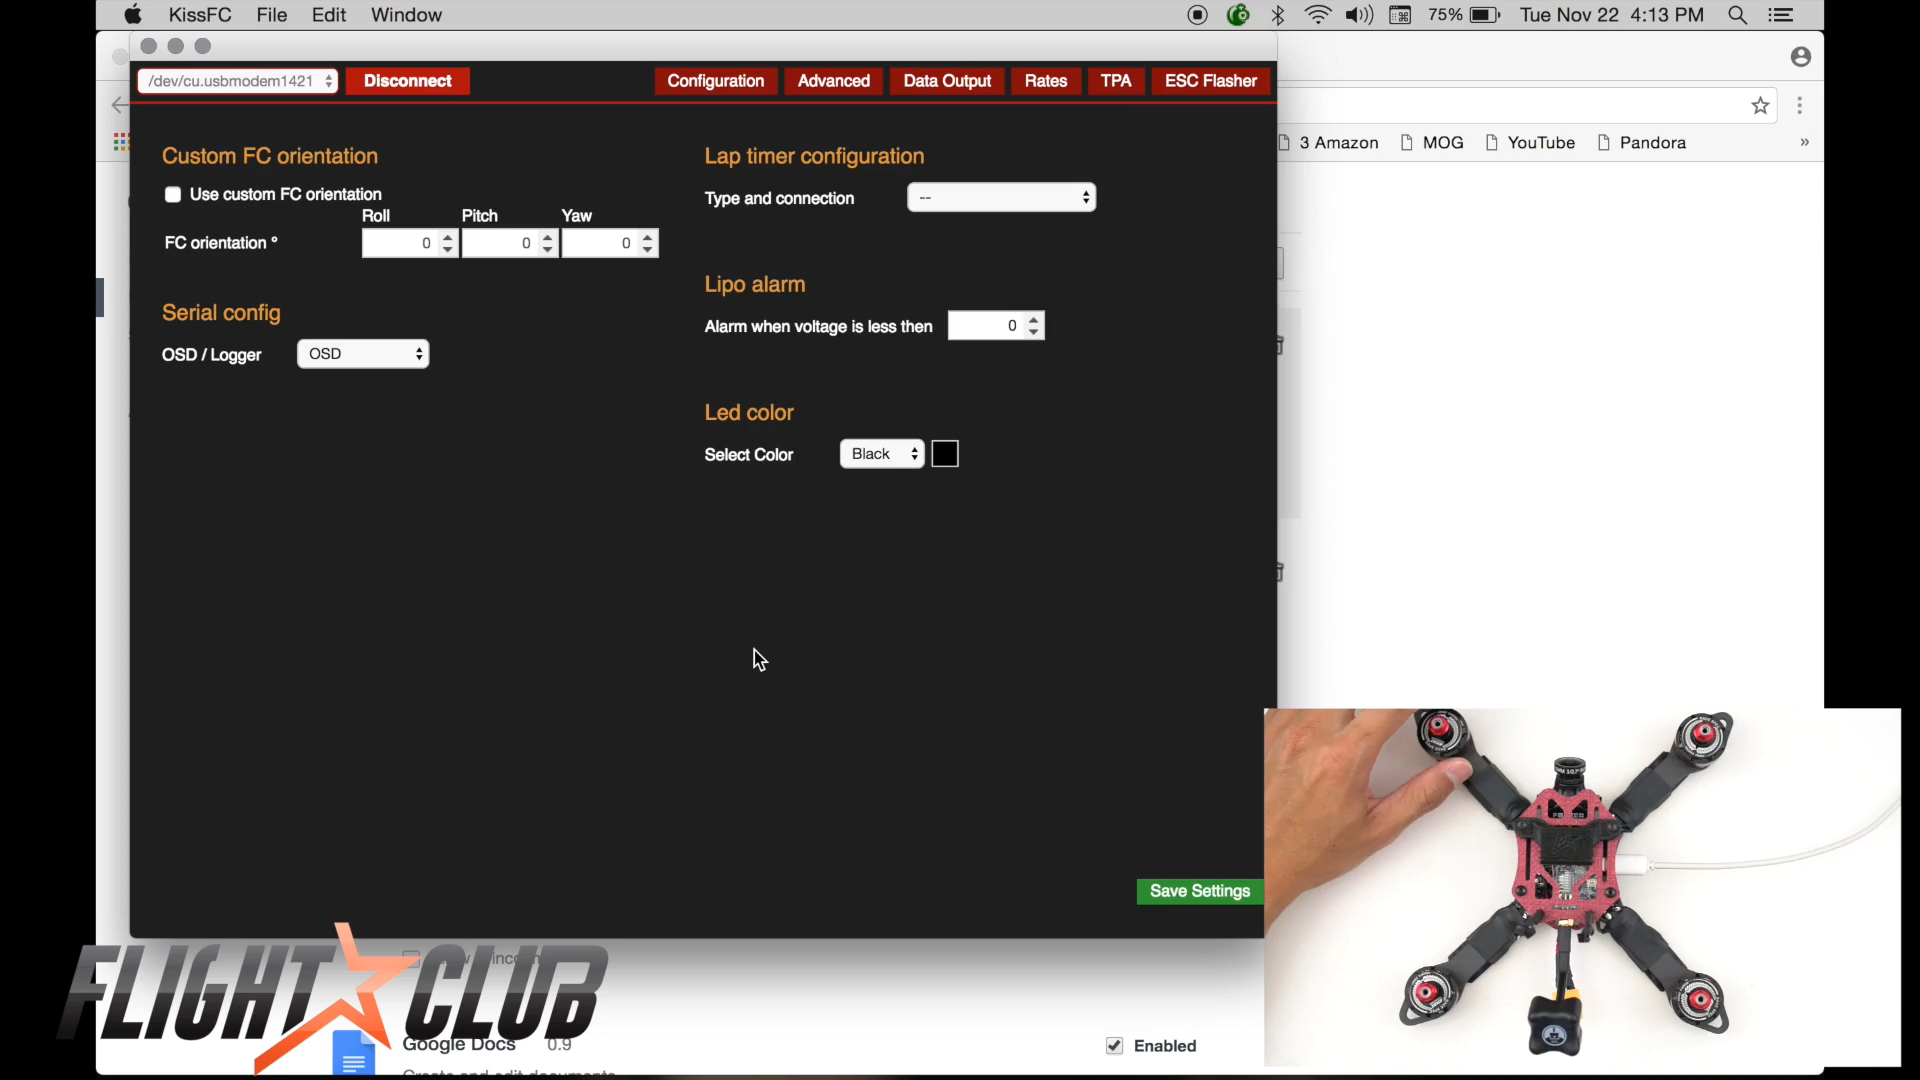 KissFC File Edit Window 75% Tue Nov 22 4:13 PM
/dev/cu.usbmodem1421 Disconnect Configuration Advanced Data Output Rates TPA ESC Flasher
3 Amazon MOG YouTube Pandora »
Custom FC orientation
Use custom FC orientation
Roll Pitch Yaw
FC orientation º 0 0 0
Serial config
OSD / Logger OSD
Lap timer configuration
Type and connection --
Lipo alarm
Alarm when voltage is less then 0
Led color
Select Color Black
Save Settings
FLIGHT CLUB
Google Docs 0.9
Enabled
Create and edit documents